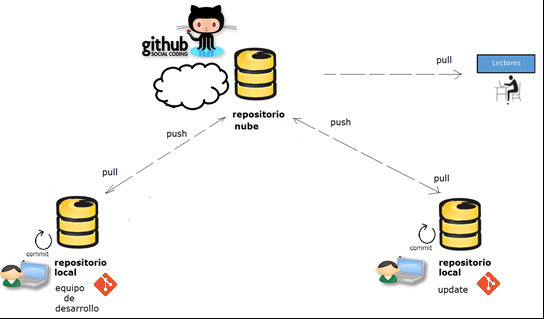 github
SOCIAL CODING
pull
Lectores
repositorio
nube
push
push
pull
pull
commit
repositorio
local
equipo
de
desarrollo
commit
repositorio
local
update